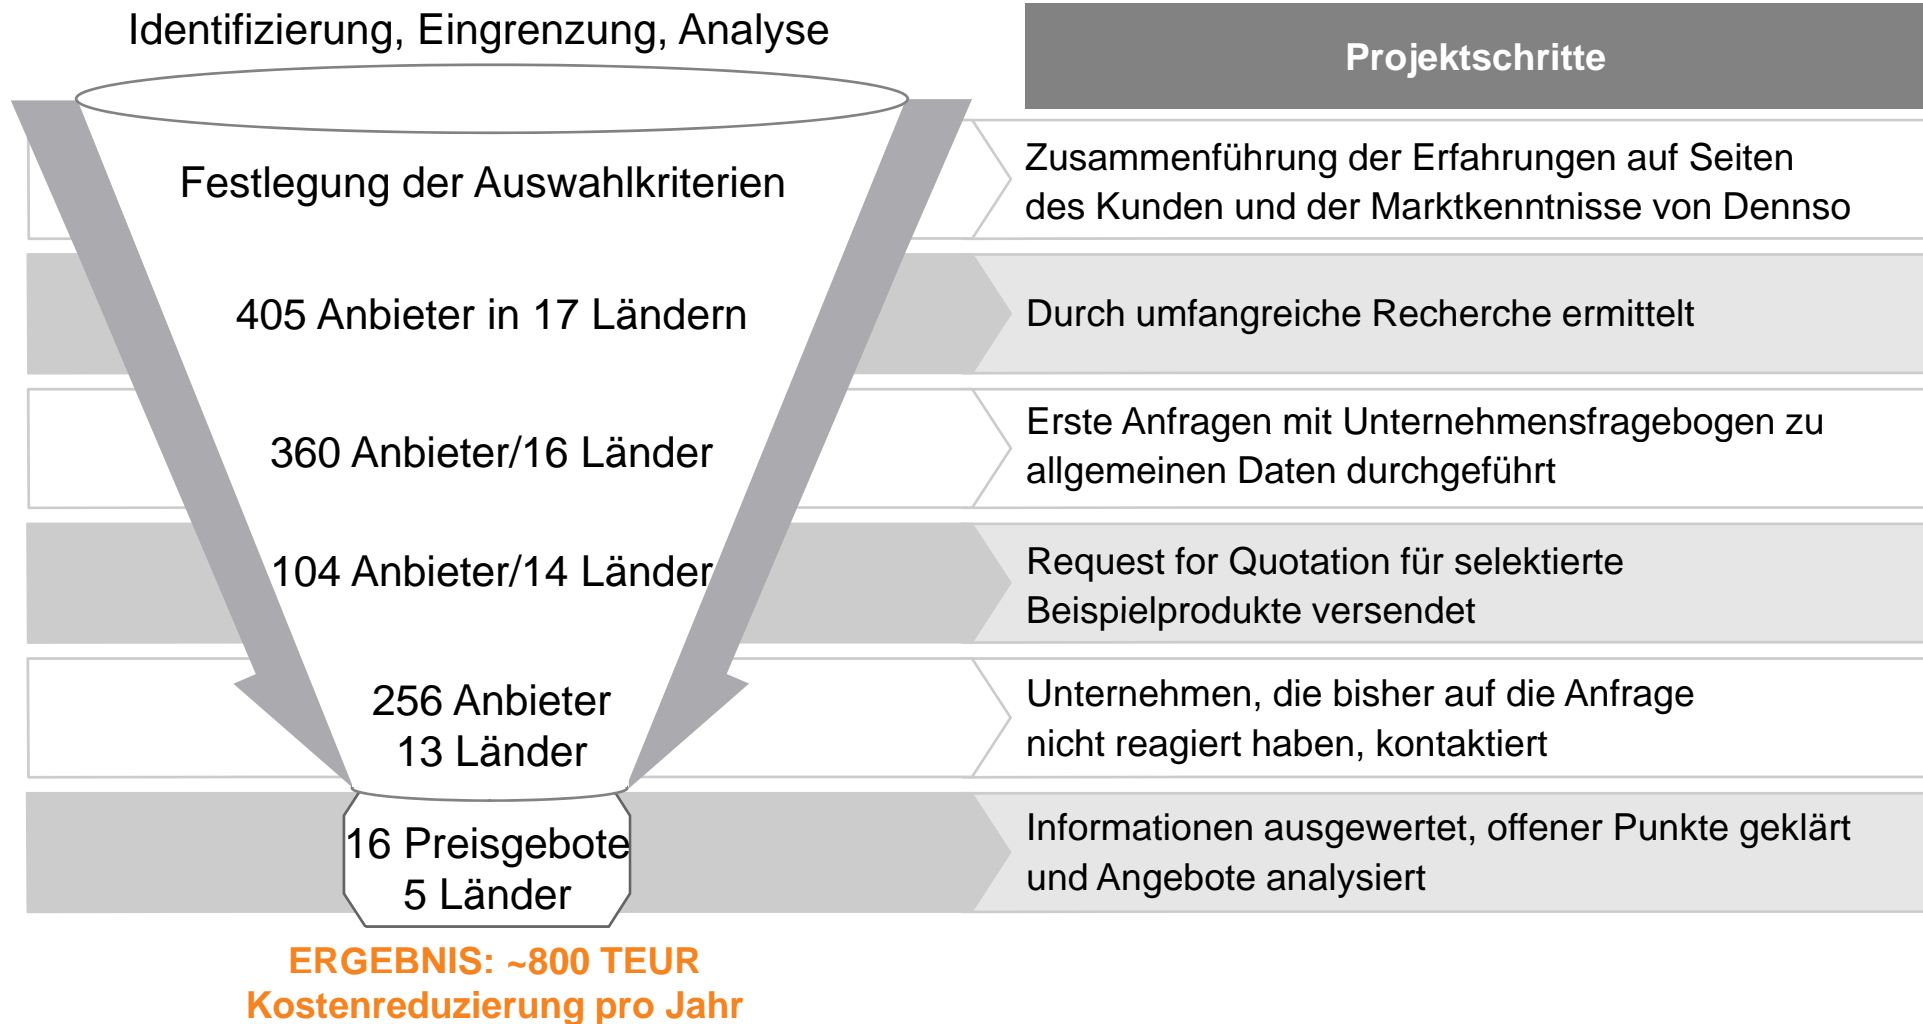 Identifizierung, Eingrenzung, Analyse
Projektschritte
Festlegung der Auswahlkriterien
Zusammenführung der Erfahrungen auf Seiten
des Kunden und der Marktkenntnisse von Dennso
405 Anbieter in 17 Ländern
Durch umfangreiche Recherche ermittelt
360 Anbieter/16 Länder
Erste Anfragen mit Unternehmensfragebogen zu
allgemeinen Daten durchgeführt
104 Anbieter/14 Länder
Request for Quotation für selektierte
Beispielprodukte versendet
256 Anbieter
13 Länder
Unternehmen, die bisher auf die Anfrage
nicht reagiert haben, kontaktiert
16 Preisgebote
5 Länder
Informationen ausgewertet, offener Punkte geklärt
und Angebote analysiert
ERGEBNIS: ~800 TEUR
Kostenreduzierung pro Jahr